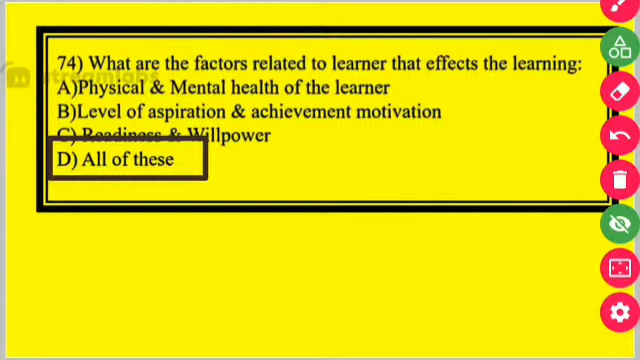 74) What are the factors related to learner that effects the learning:
streamlabs
A)Physical & Mental health of the learner
B)Level of aspiration & achievement motivation
C) Readiness & Willpower
D) All of these